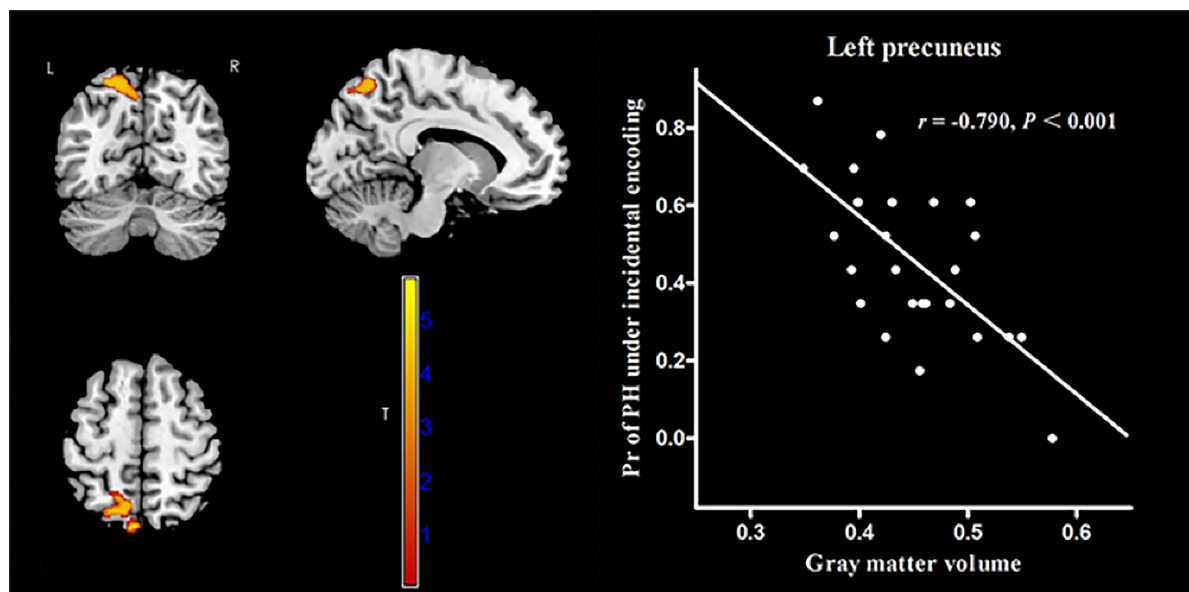 L
R
5
4
3
2
1
T
Left precuneus
r = -0.790, P < 0.001
Pr of PH under incidental encoding
0.8
0.6
0.4
0.2
0.0
0.3
0.4
0.5
0.6
Gray matter volume